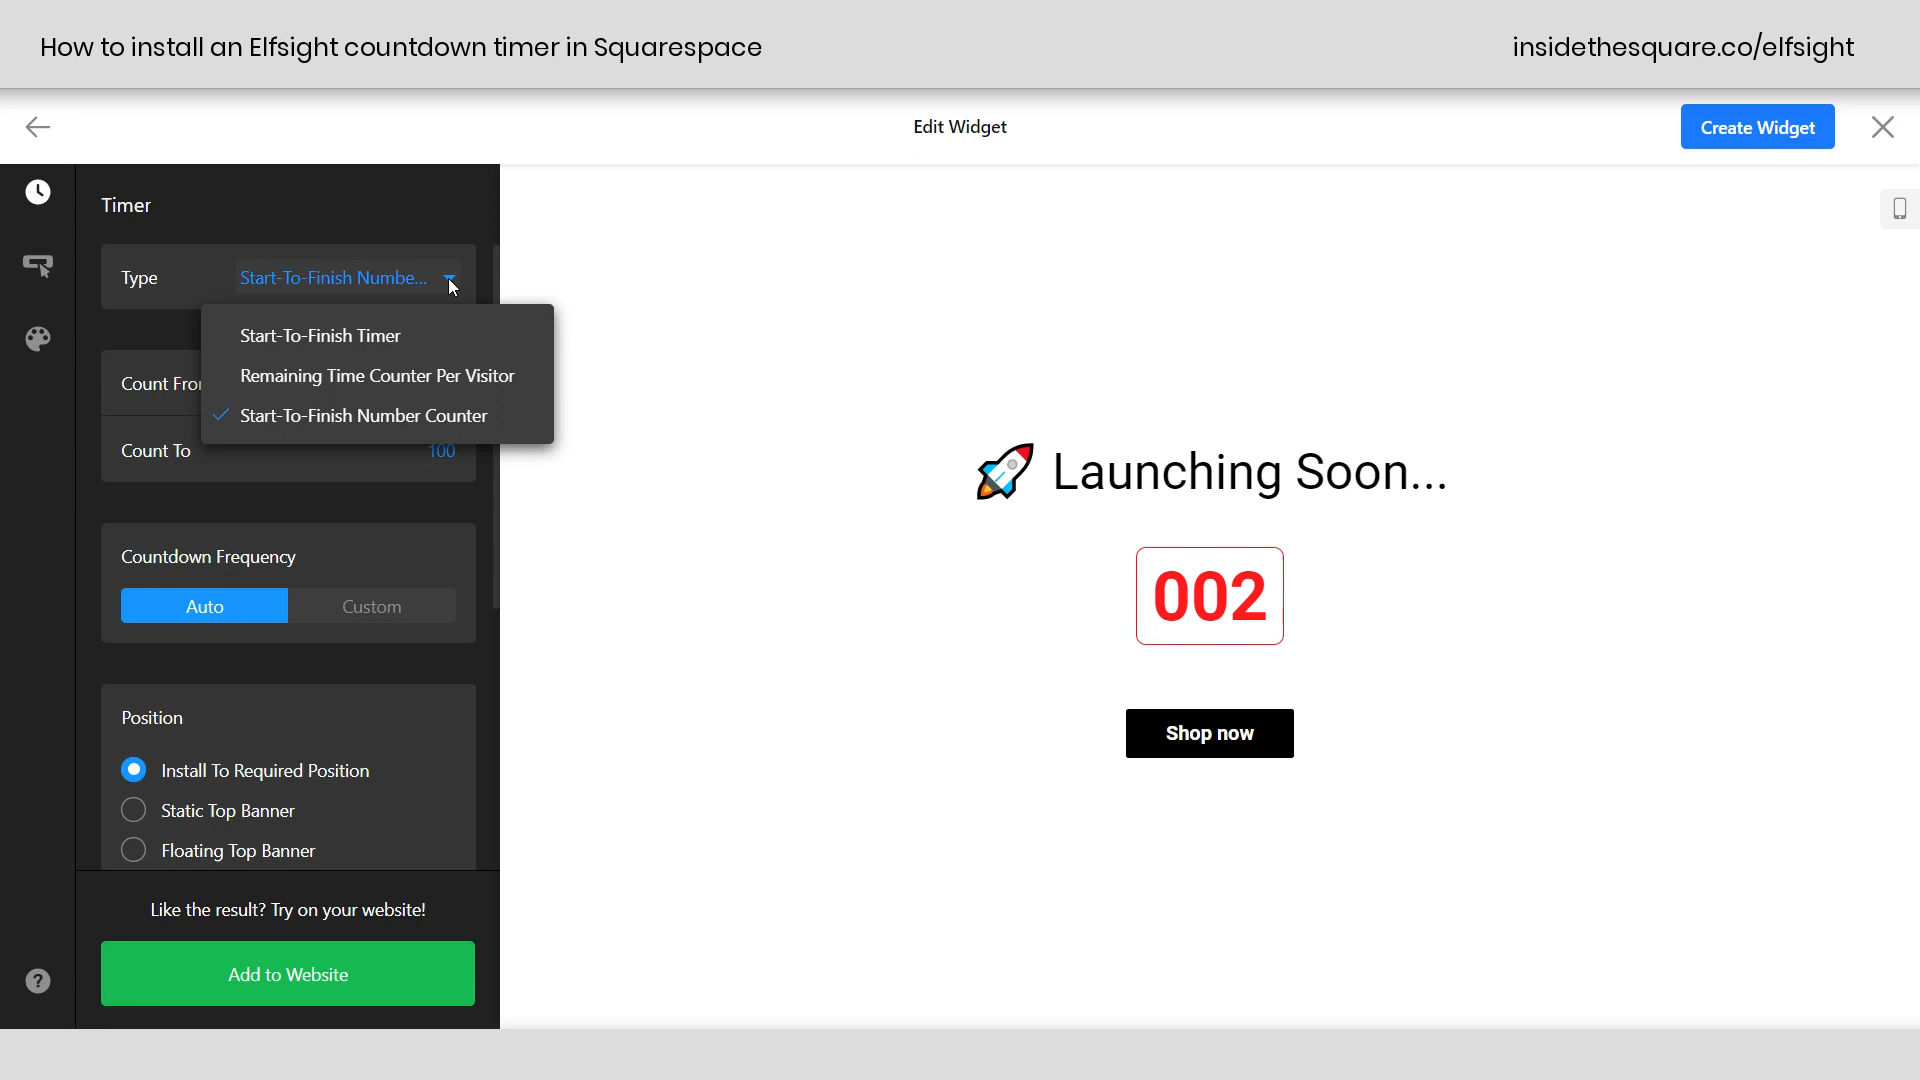 How to install an Elfsight countdown timer in Squarespace
insidethesquare.co/elfsight
Edit Widget
Create Widget
Timer
Type
Start-To-Finish Numbe...
Start-To-Finish Timer
Remaining Time Counter Per Visitor
Start-To-Finish Number Counter
Count Fro
Count To
100
Countdown Frequency
Auto
Custom
Position
Install To Required Position
Static Top Banner
Floating Top Banner
Like the result? Try on your website!
Add to Website
?
Launching Soon...
002
Shop now